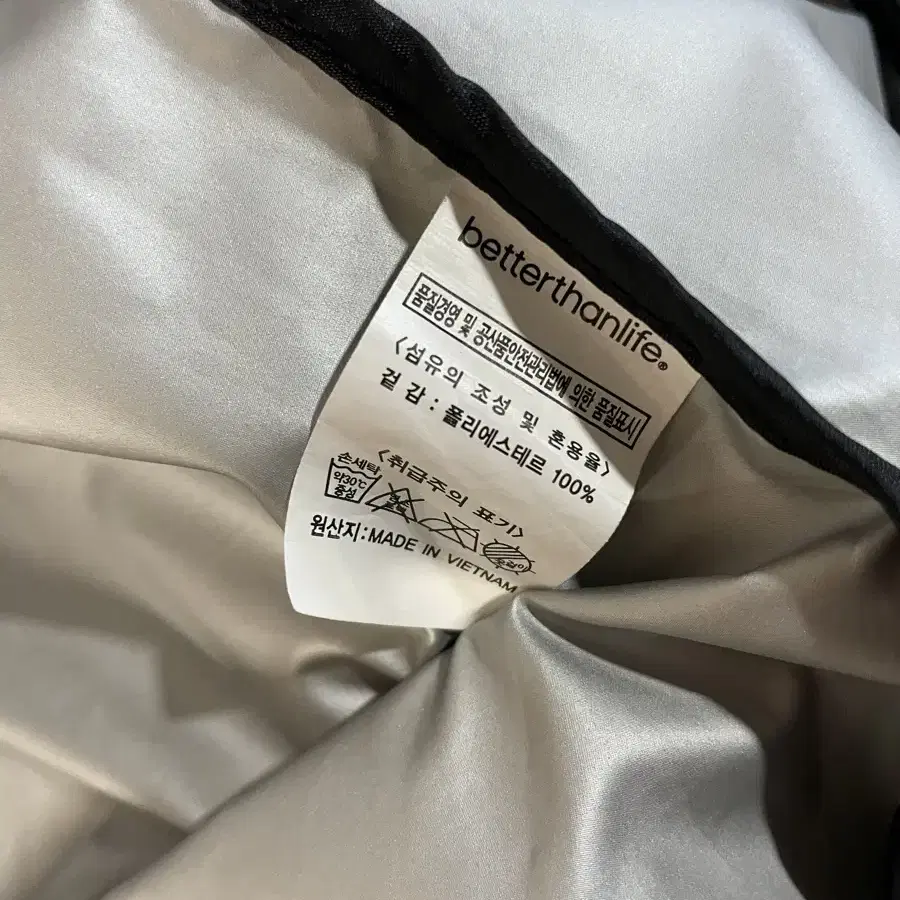 betterthanlife®
품질경영 및 공산품안전관리법에 의한 품질표시
<섬유의 조성 및 혼용율>
겉 감 : 폴리에스테르 100%
<취급주의 표기>
손세탁
약30℃
중성
원산지:MADE IN VIETNAM